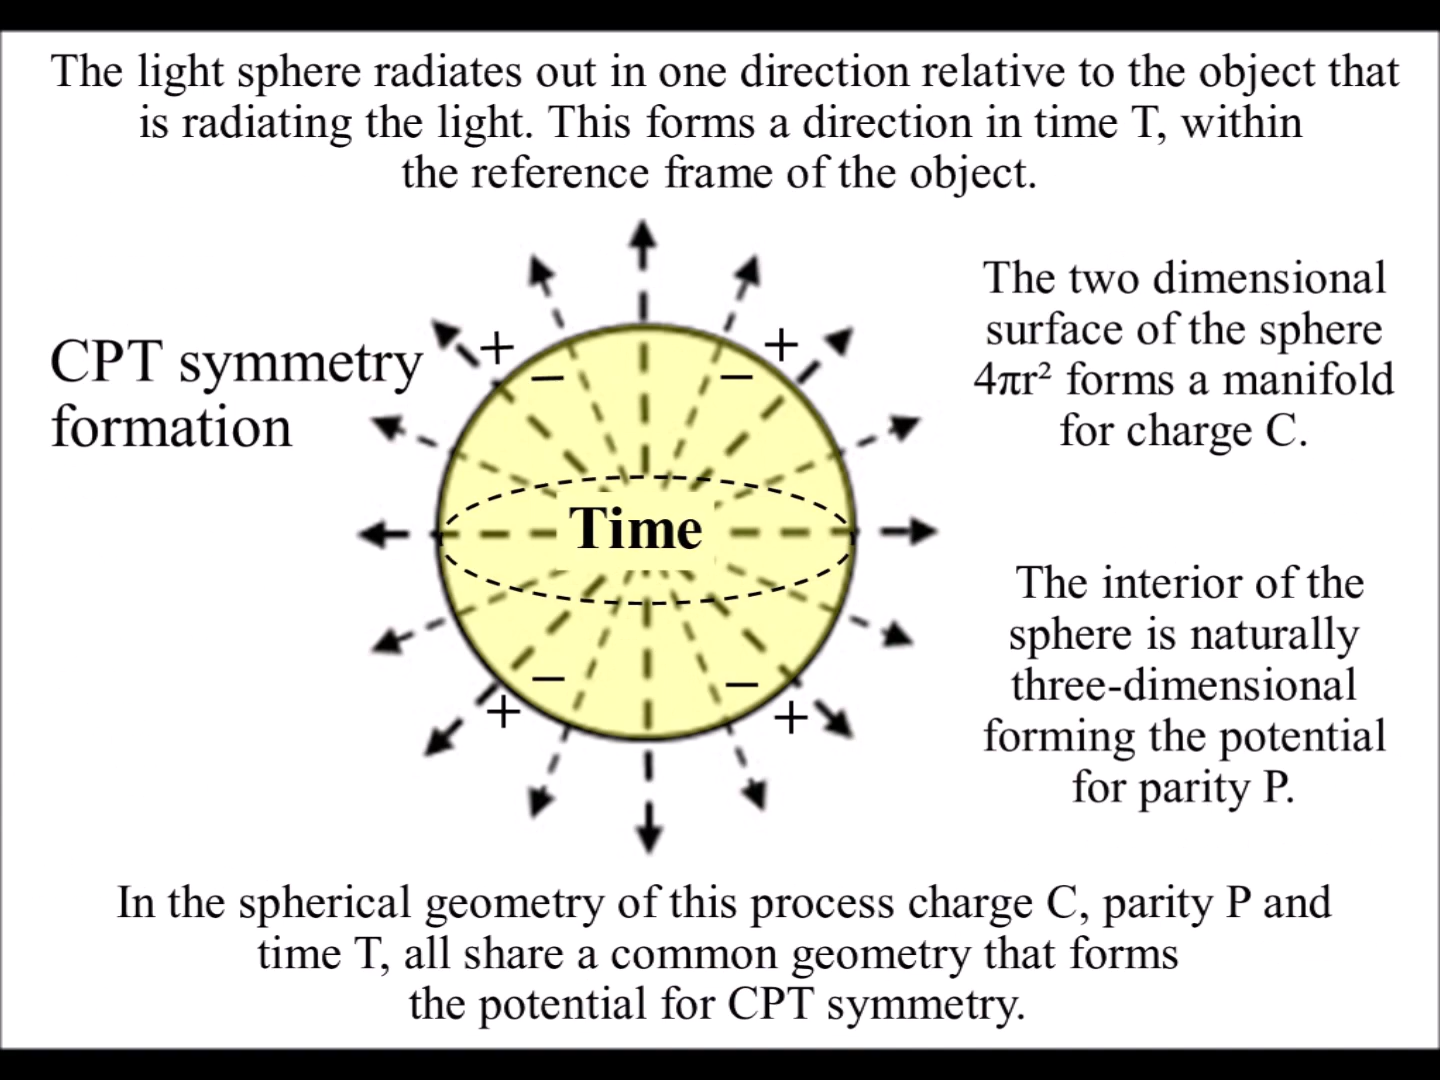 The light sphere radiates out in one direction relative to the object that
is radiating the light. This forms a direction in time T, within
the reference frame of the object.
CPT symmetry
formation
The two dimensional
surface of the sphere
4πr² forms a manifold
for charge C.
+
+
−
−
Time
The interior of the
sphere is naturally
three-dimensional
forming the potential
for parity P.
−
−
+
+
In the spherical geometry of this process charge C, parity P and
time T, all share a common geometry that forms
the potential for CPT symmetry.